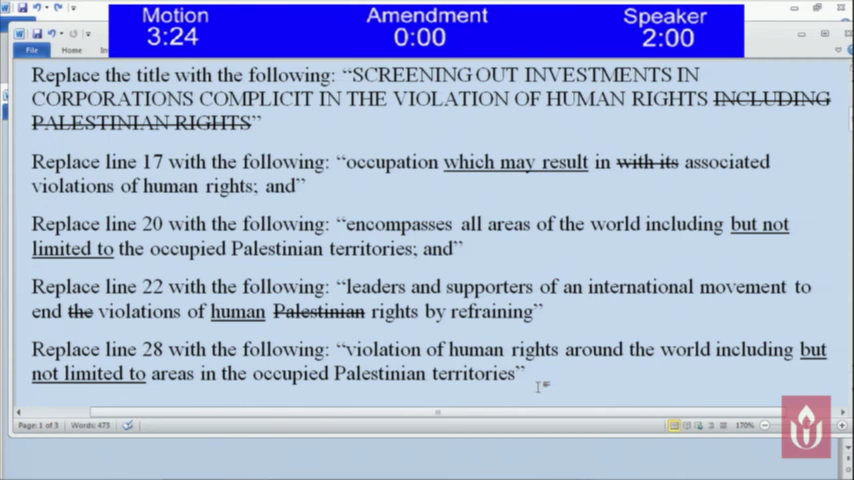 Motion Amendment Speaker
3:24 0:00 2:00
File Home In
Replace the title with the following: “SCREENING OUT INVESTMENTS IN
CORPORATIONS COMPLICIT IN THE VIOLATION OF HUMAN RIGHTS INCLUDING
PALESTINIAN RIGHTS”
Replace line 17 with the following: “occupation which may result in with its associated
violations of human rights; and”
Replace line 20 with the following: “encompasses all areas of the world including but not
limited to the occupied Palestinian territories; and”
Replace line 22 with the following: “leaders and supporters of an international movement to
end the violations of human Palestinian rights by refraining”
Replace line 28 with the following: “violation of human rights around the world including but
not limited to areas in the occupied Palestinian territories”
Page: 1 of 3 Words: 473 170%